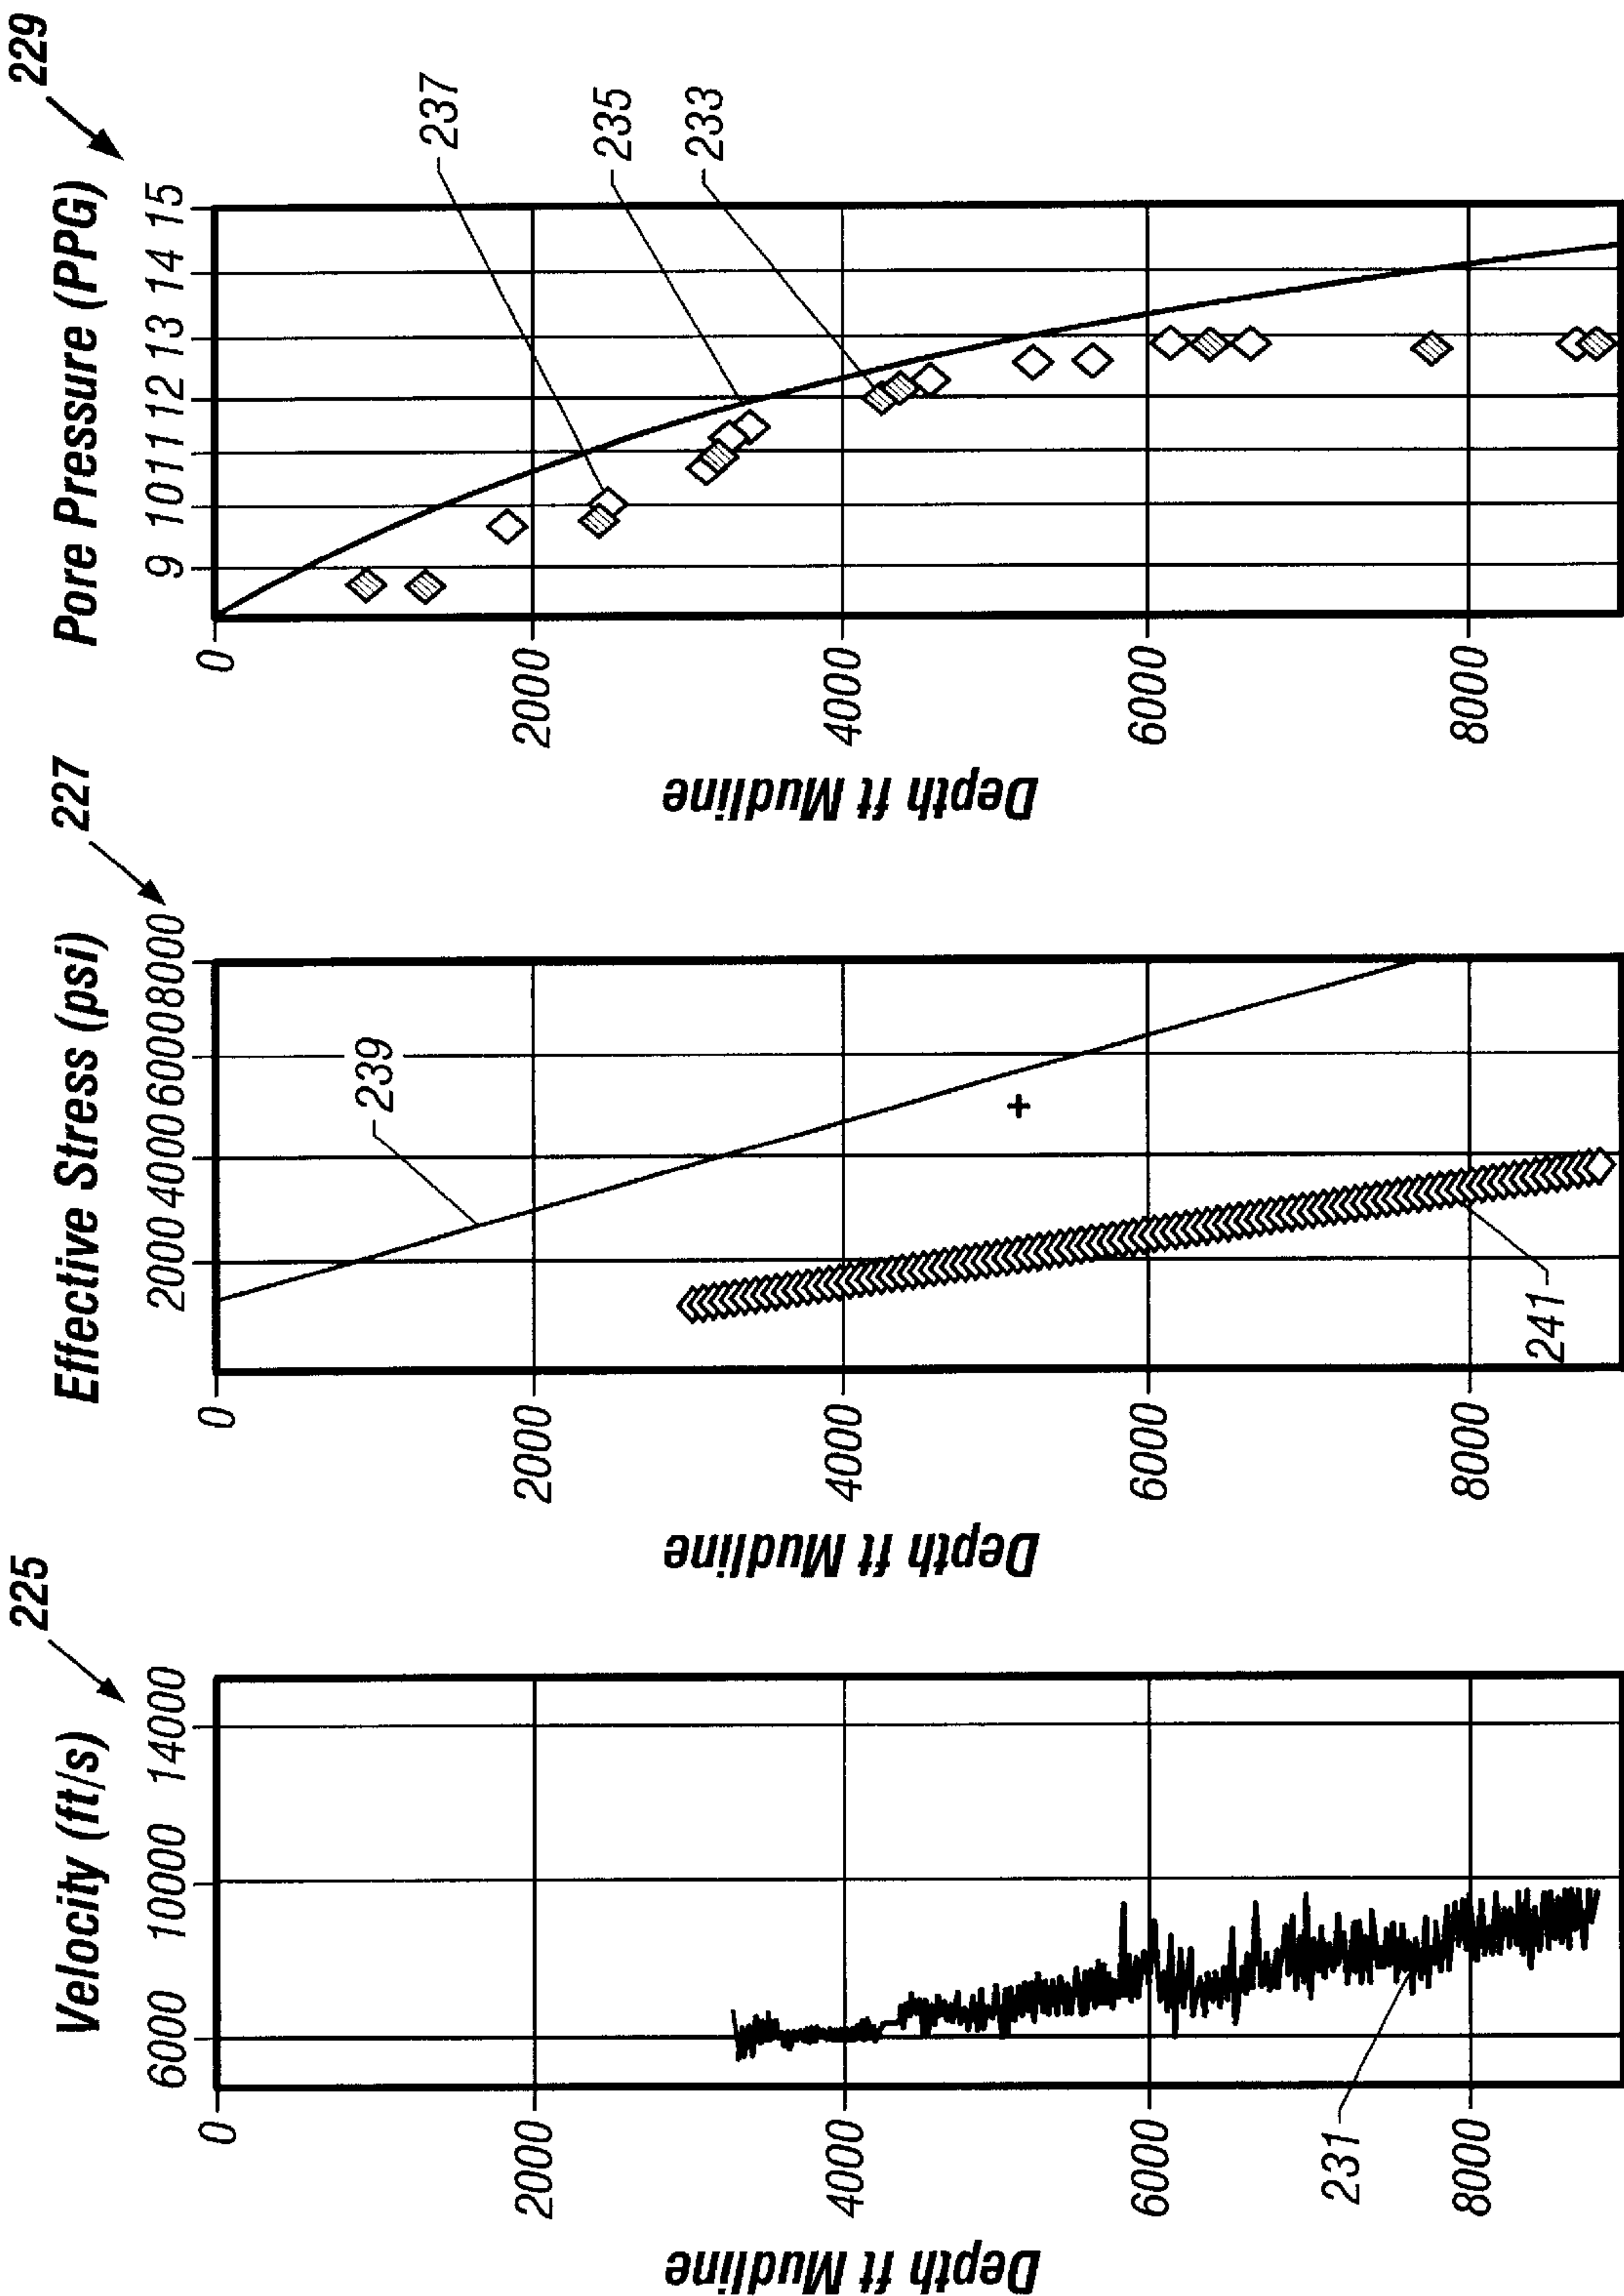 225
Velocity (ft/s)
6000 10000 14000
Depth ft Mudline
0
2000
4000
6000
8000
231
227
Effective Stress (psi)
2000 4000 6000 8000
Depth ft Mudline
0
2000
4000
6000
8000
239
241
229
Pore Pressure (PPG)
9 10 11 12 13 14 15
Depth ft Mudline
0
2000
4000
6000
8000
237
235
233